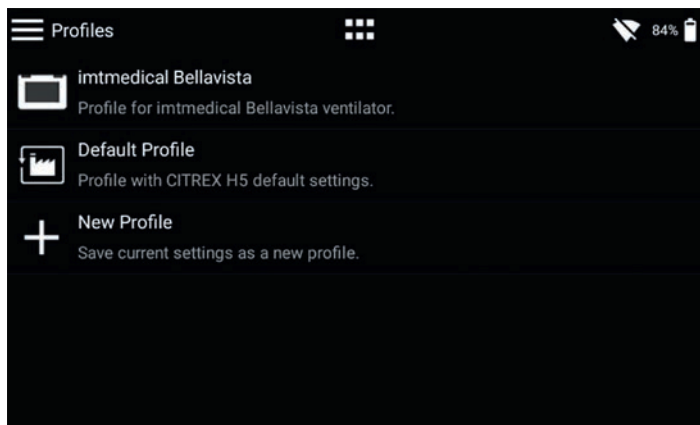 Profiles
84%
imtmedical Bellavista
Profile for imtmedical Bellavista ventilator.
Default Profile
Profile with CITREX H5 default settings.
New Profile
Save current settings as a new profile.